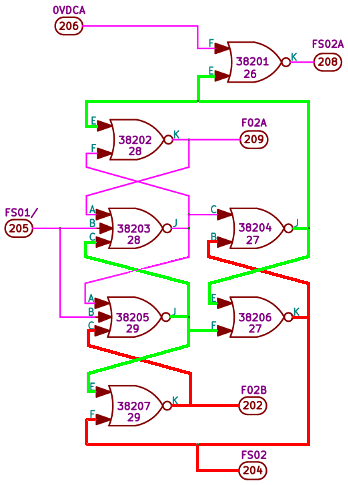 0VDCA
206
F
38201
26
K
FS02A
208
E
E
38202
28
K
F02A
209
F
FS01/
205
A
B
C
38203
28
J
C
B
38204
27
J
A
B
C
38205
29
J
E
F
38206
27
K
E
F
38207
29
K
F02B
202
FS02
204